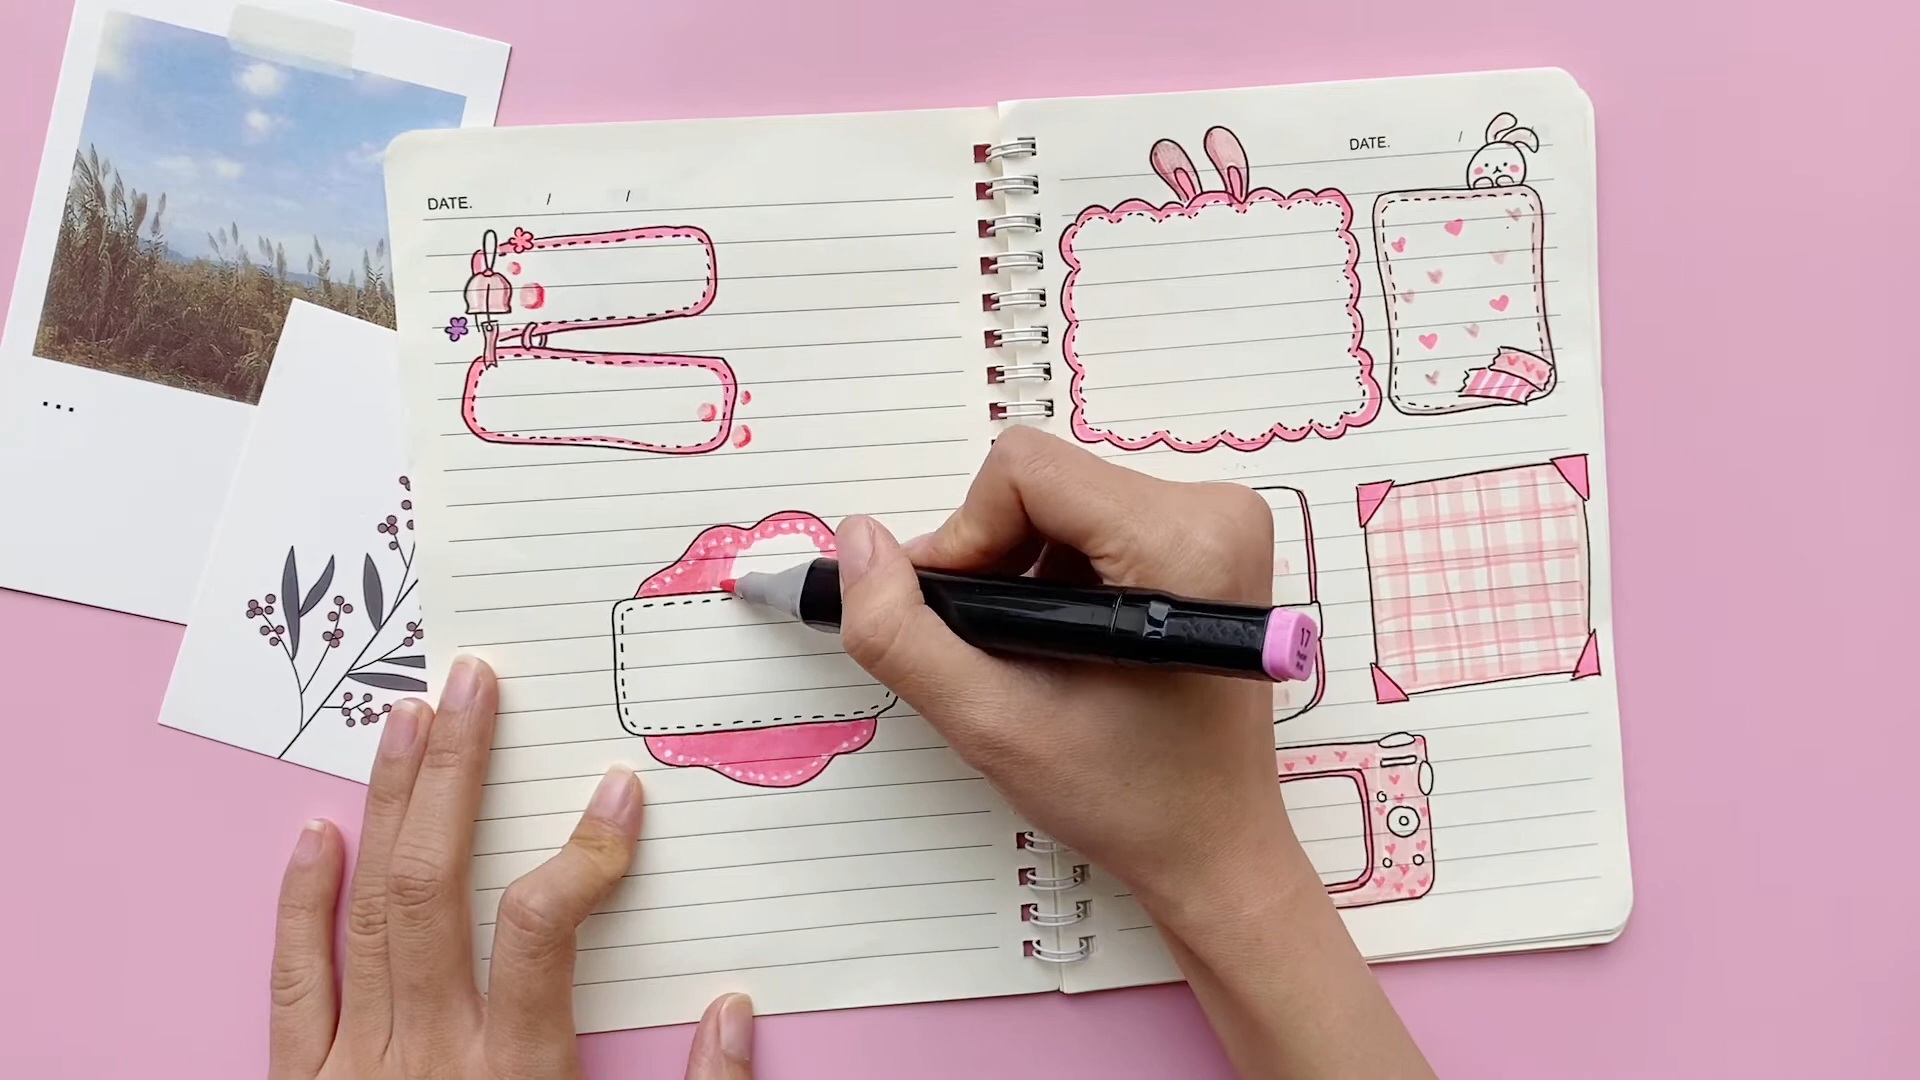 ...
DATE. / /
DATE. /
17